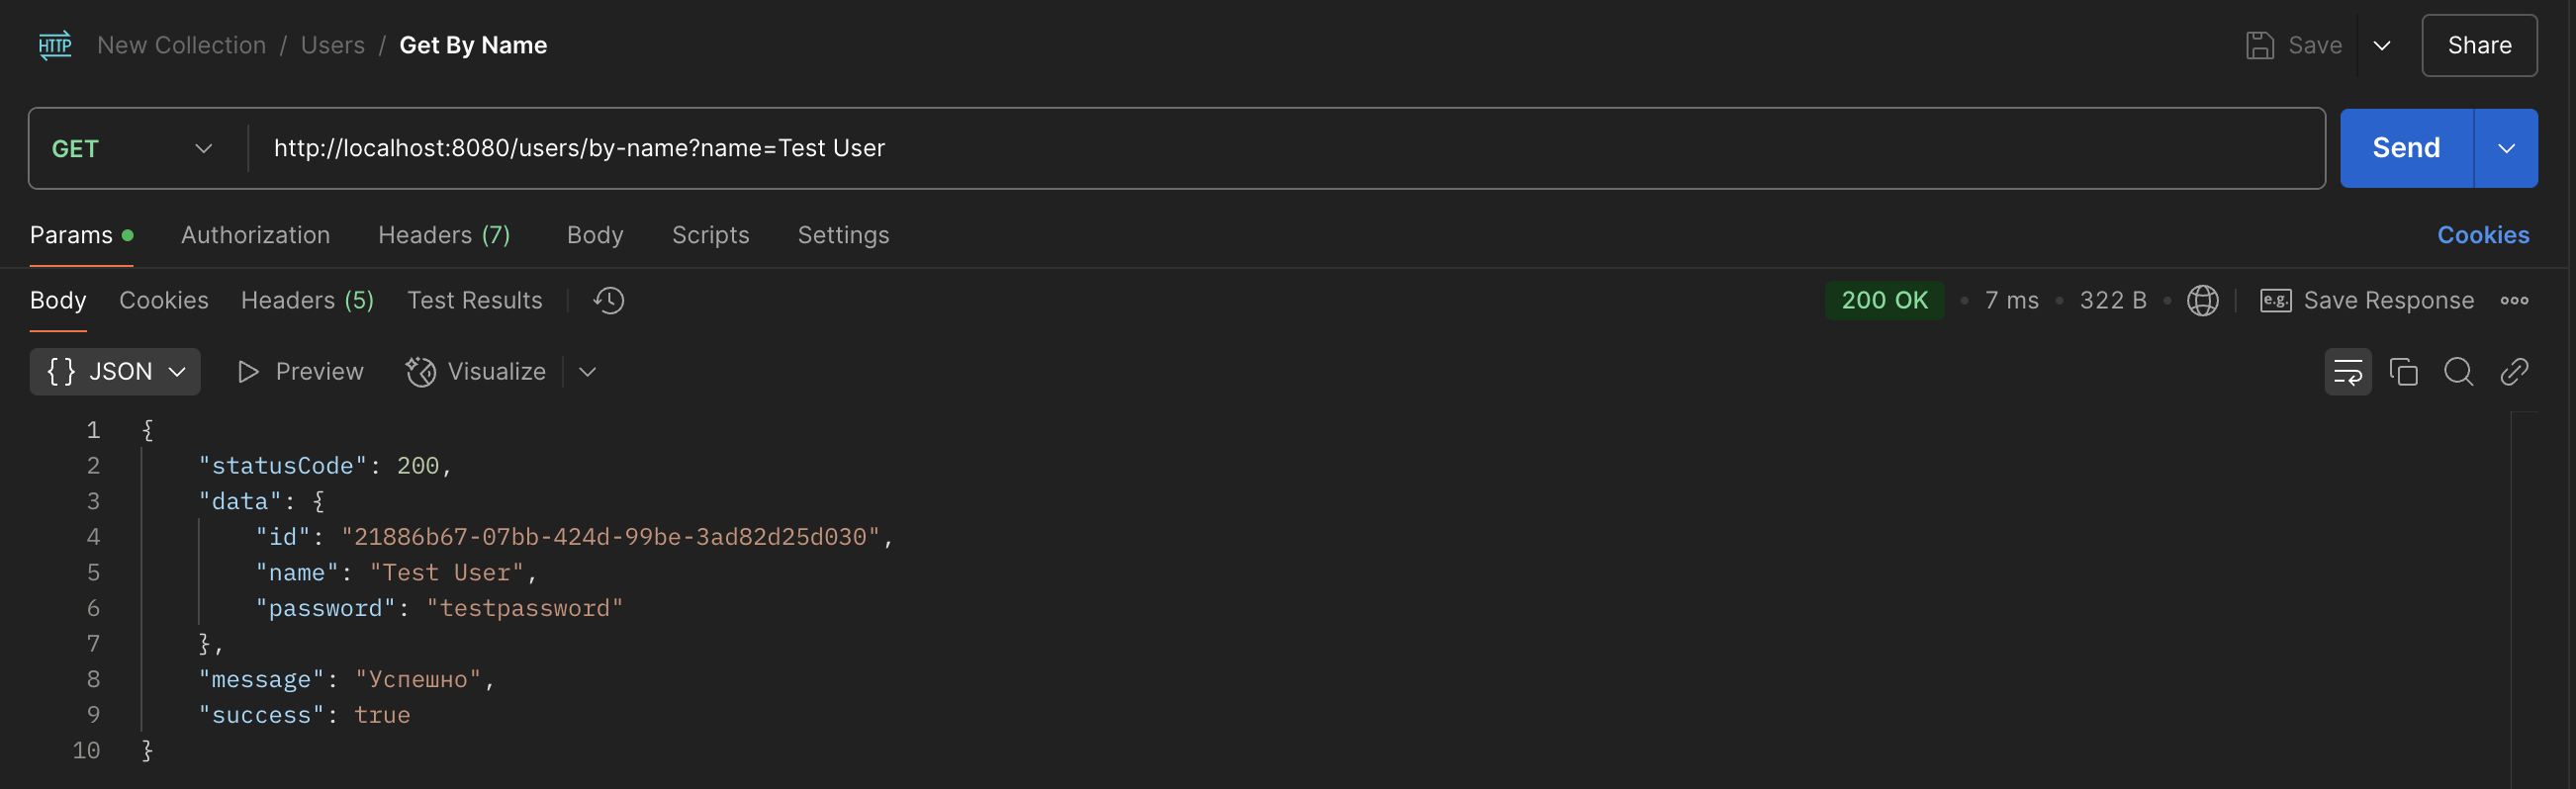 HTTP New Collection / Users / Get By Name Save Share
GET http://localhost:8080/users/by-name?name=Test User Send
Params Authorization Headers (7) Body Scripts Settings Cookies
Body Cookies Headers (5) Test Results 200 OK • 7 ms • 322 B • e.g. Save Response
{} JSON Preview Visualize
1 {
2 "statusCode": 200,
3 "data": {
4 "id": "21886b67-07bb-424d-99be-3ad82d25d030",
5 "name": "Test User",
6 "password": "testpassword"
7 },
8 "message": "Успешно",
9 "success": true
10 }